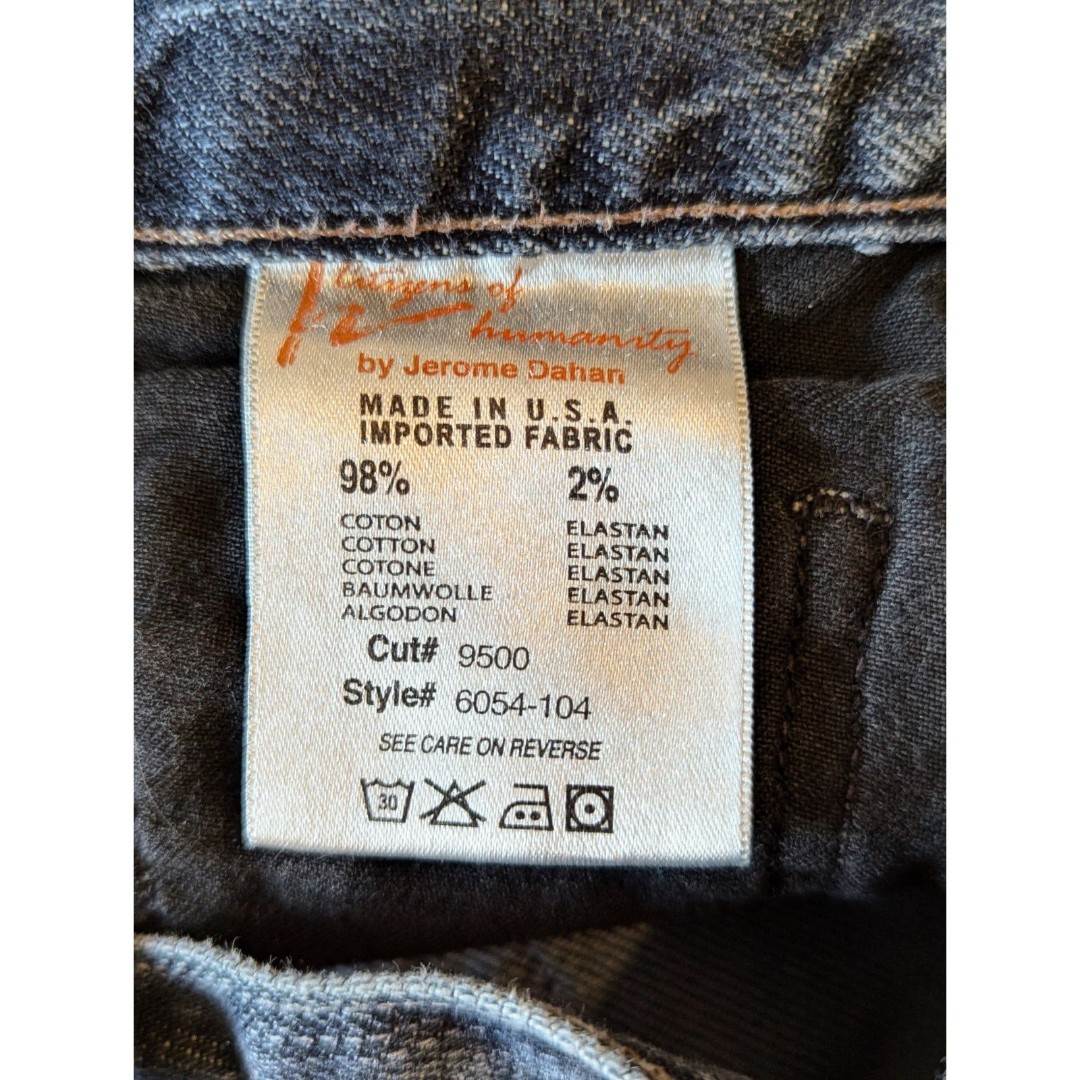 citizens of
humanity
by Jerome Dahan
MADE IN U.S.A.
IMPORTED FABRIC
98% 2%
COTON ELASTAN
COTTON ELASTAN
COTONE ELASTAN
BAUMWOLLE ELASTAN
ALGODON ELASTAN
Cut# 9500
Style# 6054-104
SEE CARE ON REVERSE
30